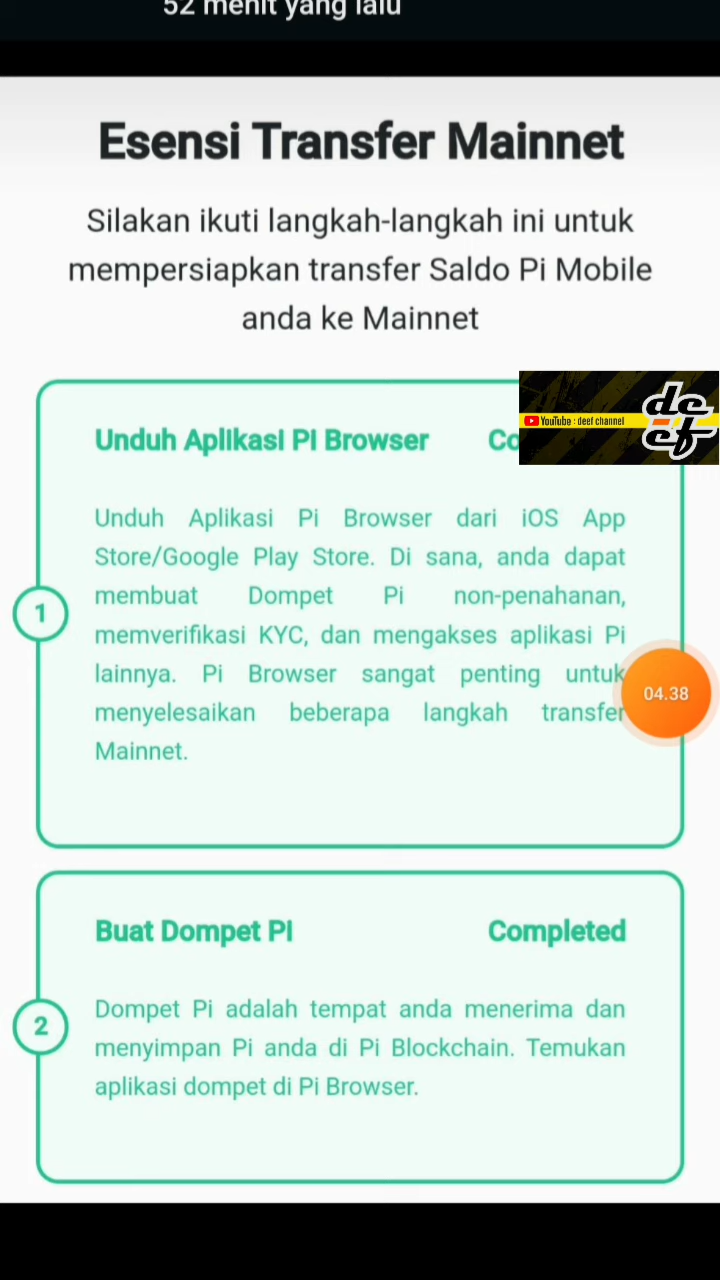 52 menit yang lalu
Esensi Transfer Mainnet
Silakan ikuti langkah-langkah ini untuk
mempersiapkan transfer Saldo Pi Mobile
anda ke Mainnet
Unduh Aplikasi Pi Browser Co
YouTube : deef channel
de
ef
Unduh Aplikasi Pi Browser dari iOS App
Store/Google Play Store. Di sana, anda dapat
membuat Dompet Pi non-penahanan,
1
memverifikasi KYC, dan mengakses aplikasi Pi
lainnya. Pi Browser sangat penting untuk
04.38
menyelesaikan beberapa langkah transfer
Mainnet.
Buat Dompet Pi Completed
Dompet Pi adalah tempat anda menerima dan
2
menyimpan Pi anda di Pi Blockchain. Temukan
aplikasi dompet di Pi Browser.